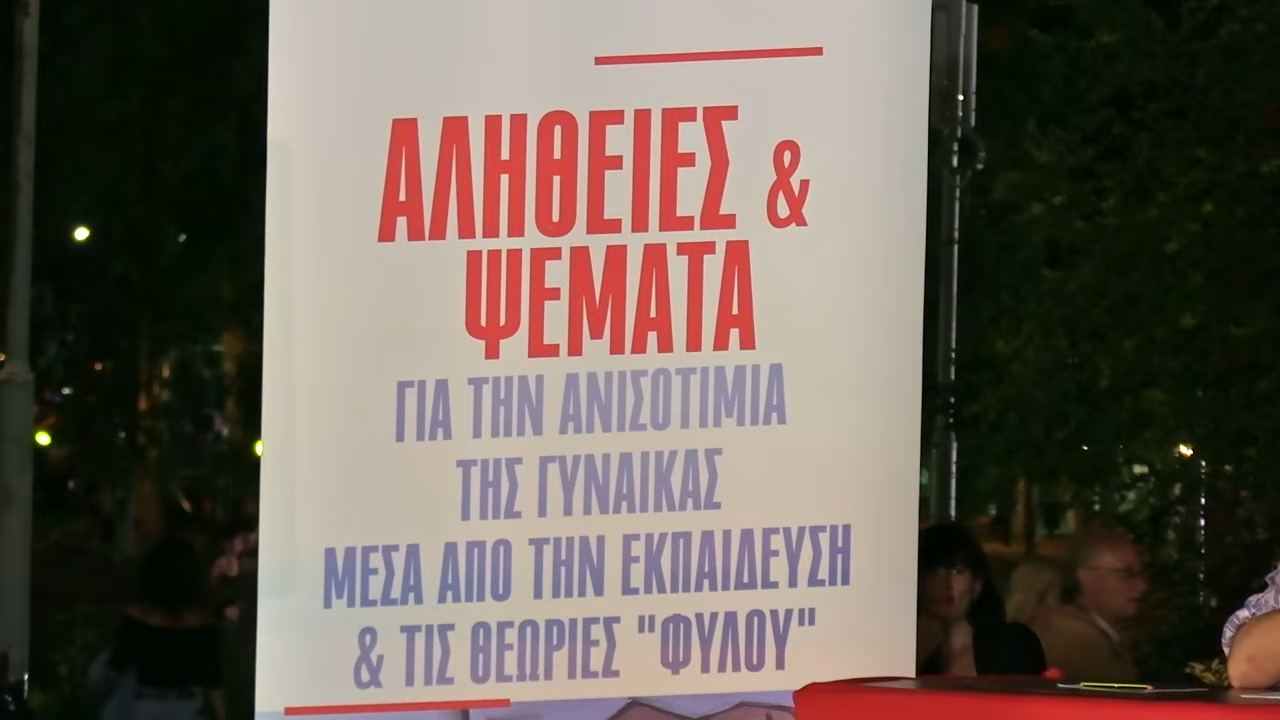 ΑΛΗΘΕΙΕΣ &
ΨΕΜΑΤΑ
ΓΙΑ ΤΗΝ ΑΝΙΣΟΤΙΜΙΑ
ΤΗΣ ΓΥΝΑΙΚΑΣ
ΜΕΣΑ ΑΠΟ ΤΗΝ ΕΚΠΑΙΔΕΥΣΗ
& ΤΙΣ ΘΕΩΡΙΕΣ "ΦΥΛΟΥ"